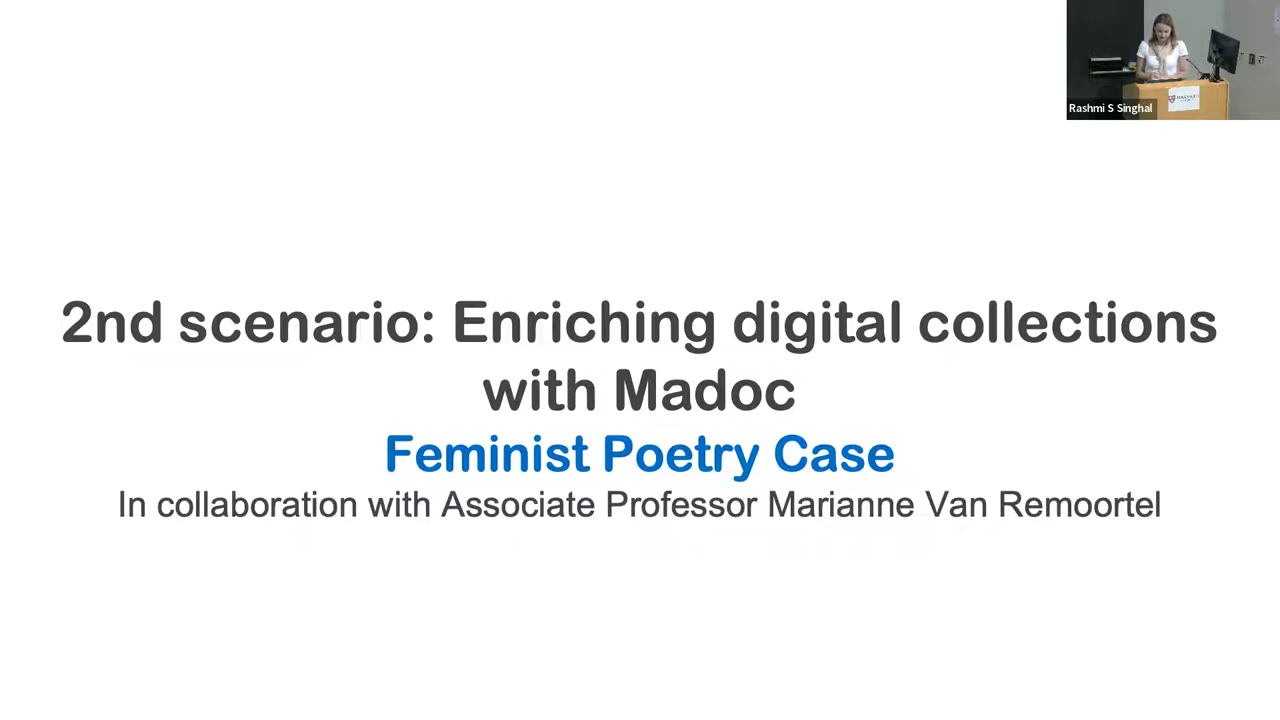 Rashmi S Singhal
HARVARD
2nd scenario: Enriching digital collections
with Madoc
Feminist Poetry Case
In collaboration with Associate Professor Marianne Van Remoortel